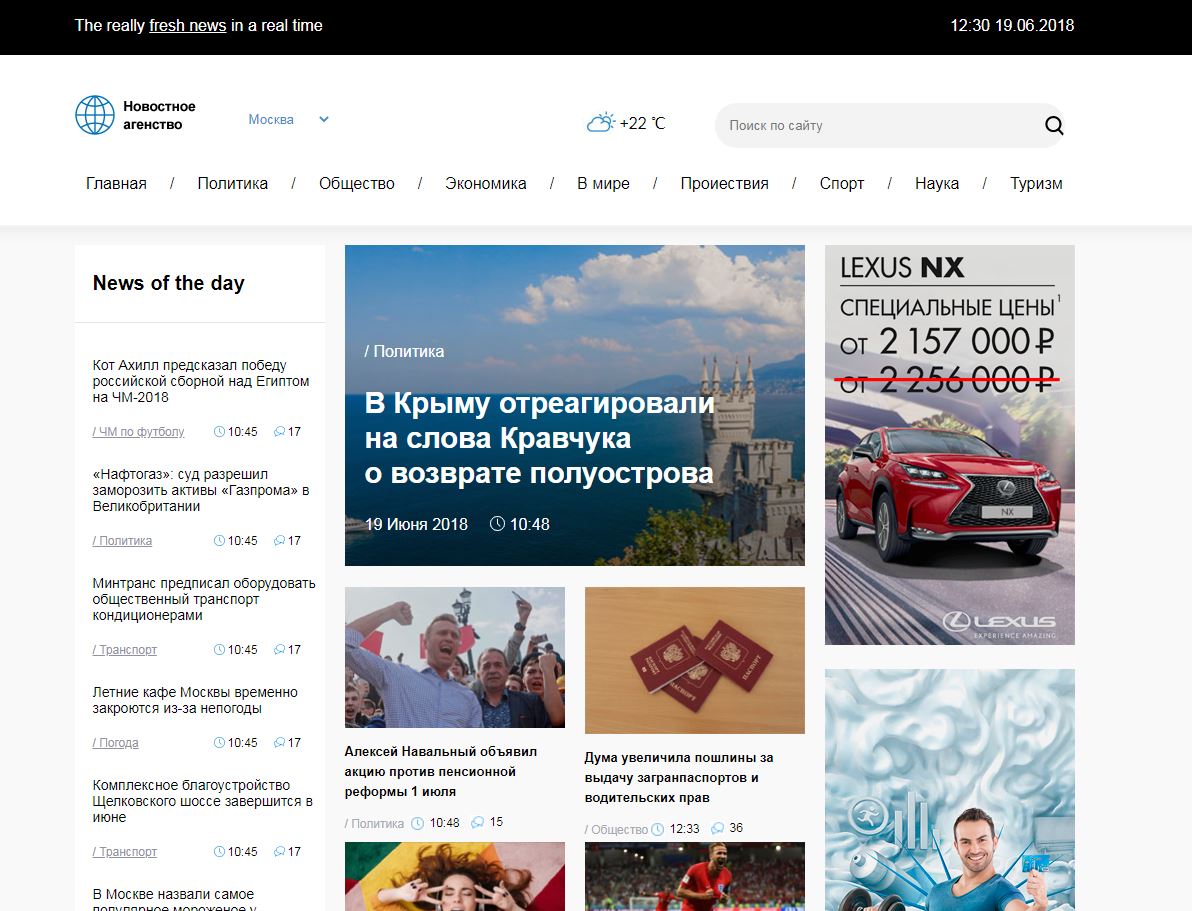 The really fresh news in a real time
12:30 19.06.2018
Новостное
агенство
Москва
+22 ℃
Поиск по сайту
Главная / Политика / Общество / Экономика / В мире / Проиествия / Спорт / Наука / Туризм
News of the day
Кот Ахилл предсказал победу
российской сборной над Египтом
на ЧМ-2018
/ ЧМ по футболу 10:45 17
«Нафтогаз»: суд разрешил
заморозить активы «Газпрома» в
Великобритании
/ Политика 10:45 17
Минтранс предписал оборудовать
общественный транспорт
кондиционерами
/ Транспорт 10:45 17
Летние кафе Москвы временно
закроются из-за непогоды
/ Погода 10:45 17
Комплексное благоустройство
Щелковского шоссе завершится в
июне
/ Транспорт 10:45 17
В Москве назвали самое
популярное мороженое у
/ Политика
В Крыму отреагировали
на слова Кравчука
о возврате полуострова
19 Июня 2018 10:48
Алексей Навальный объявил
акцию против пенсионной
реформы 1 июля
/ Политика 10:48 15
ПАСПОРТ
ПАСПОРТ
ПАСПОРТ
Дума увеличила пошлины за
выдачу загранпаспортов и
водительских прав
/ Общество 12:33 36
LEXUS NX
СПЕЦИАЛЬНЫЕ ЦЕНЫ1
ОТ 2 157 000 ₽
ОТ 2 256 000 ₽
NX
LEXUS
EXPERIENCE AMAZING